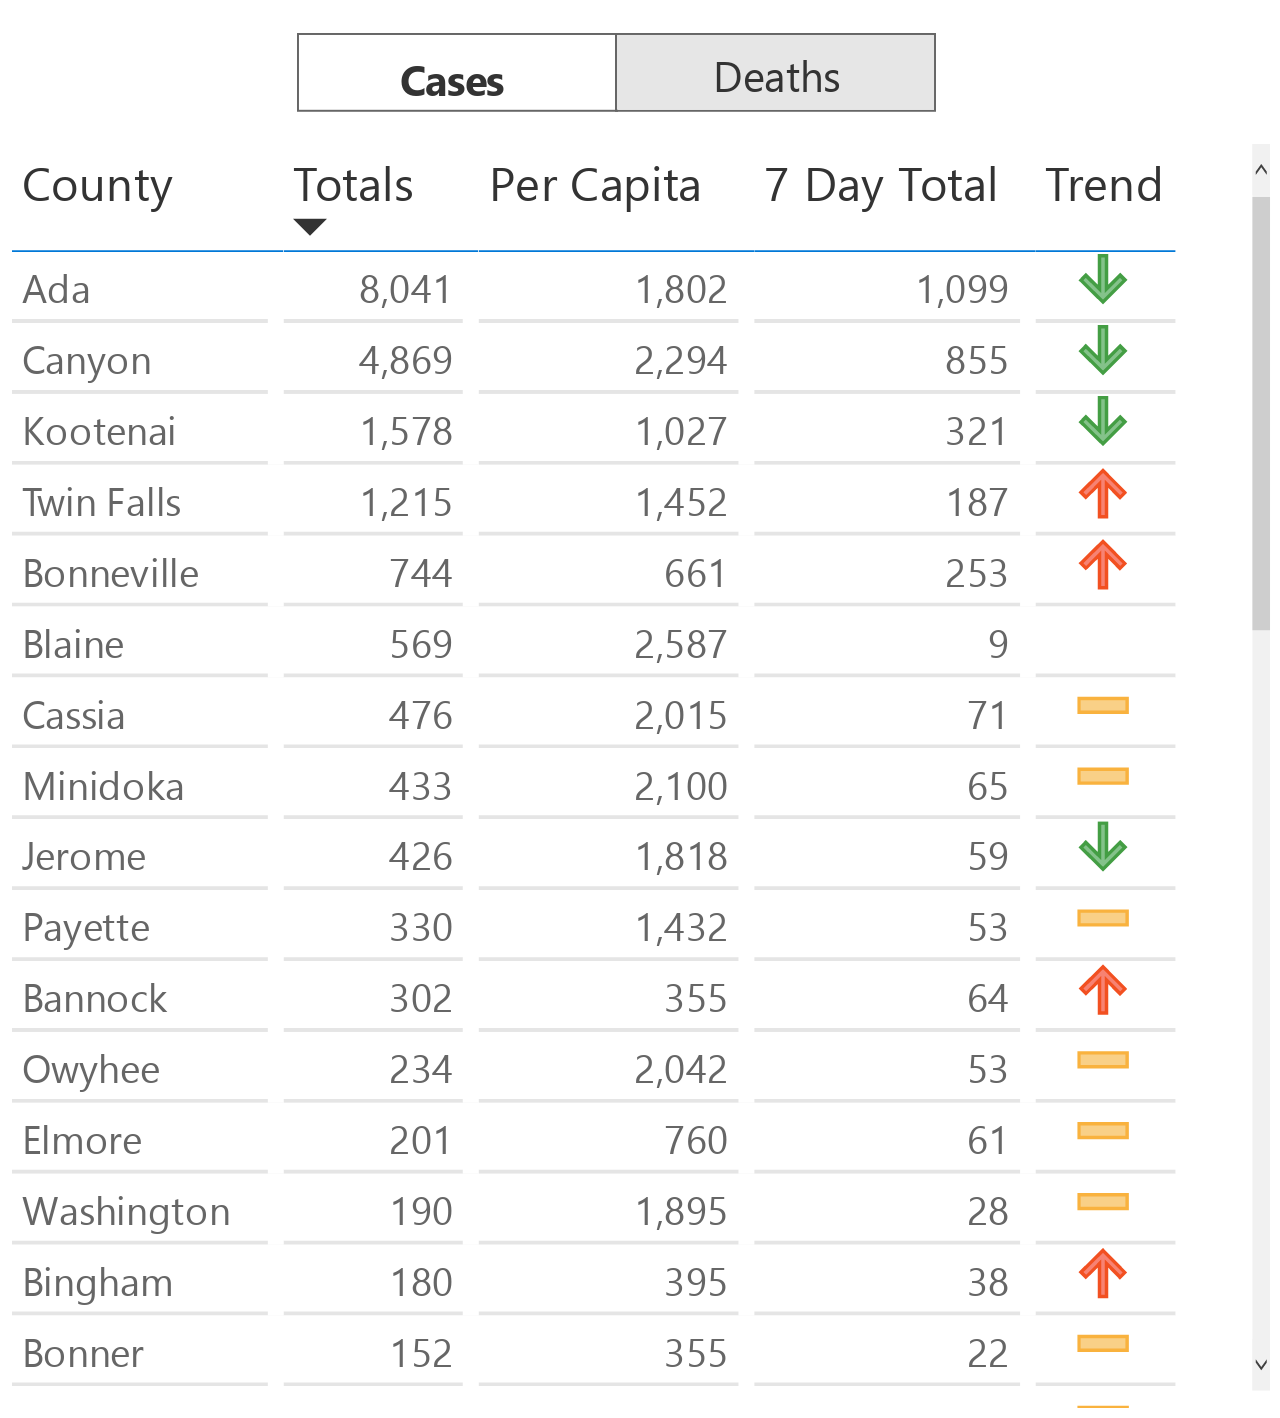 Cases Deaths
County Totals Per Capita 7 Day Total Trend
Ada 8,041 1,802 1,099
Canyon 4,869 2,294 855
Kootenai 1,578 1,027 321
Twin Falls 1,215 1,452 187
Bonneville 744 661 253
Blaine 569 2,587 9
Cassia 476 2,015 71
Minidoka 433 2,100 65
Jerome 426 1,818 59
Payette 330 1,432 53
Bannock 302 355 64
Owyhee 234 2,042 53
Elmore 201 760 61
Washington 190 1,895 28
Bingham 180 395 38
Bonner 152 355 22